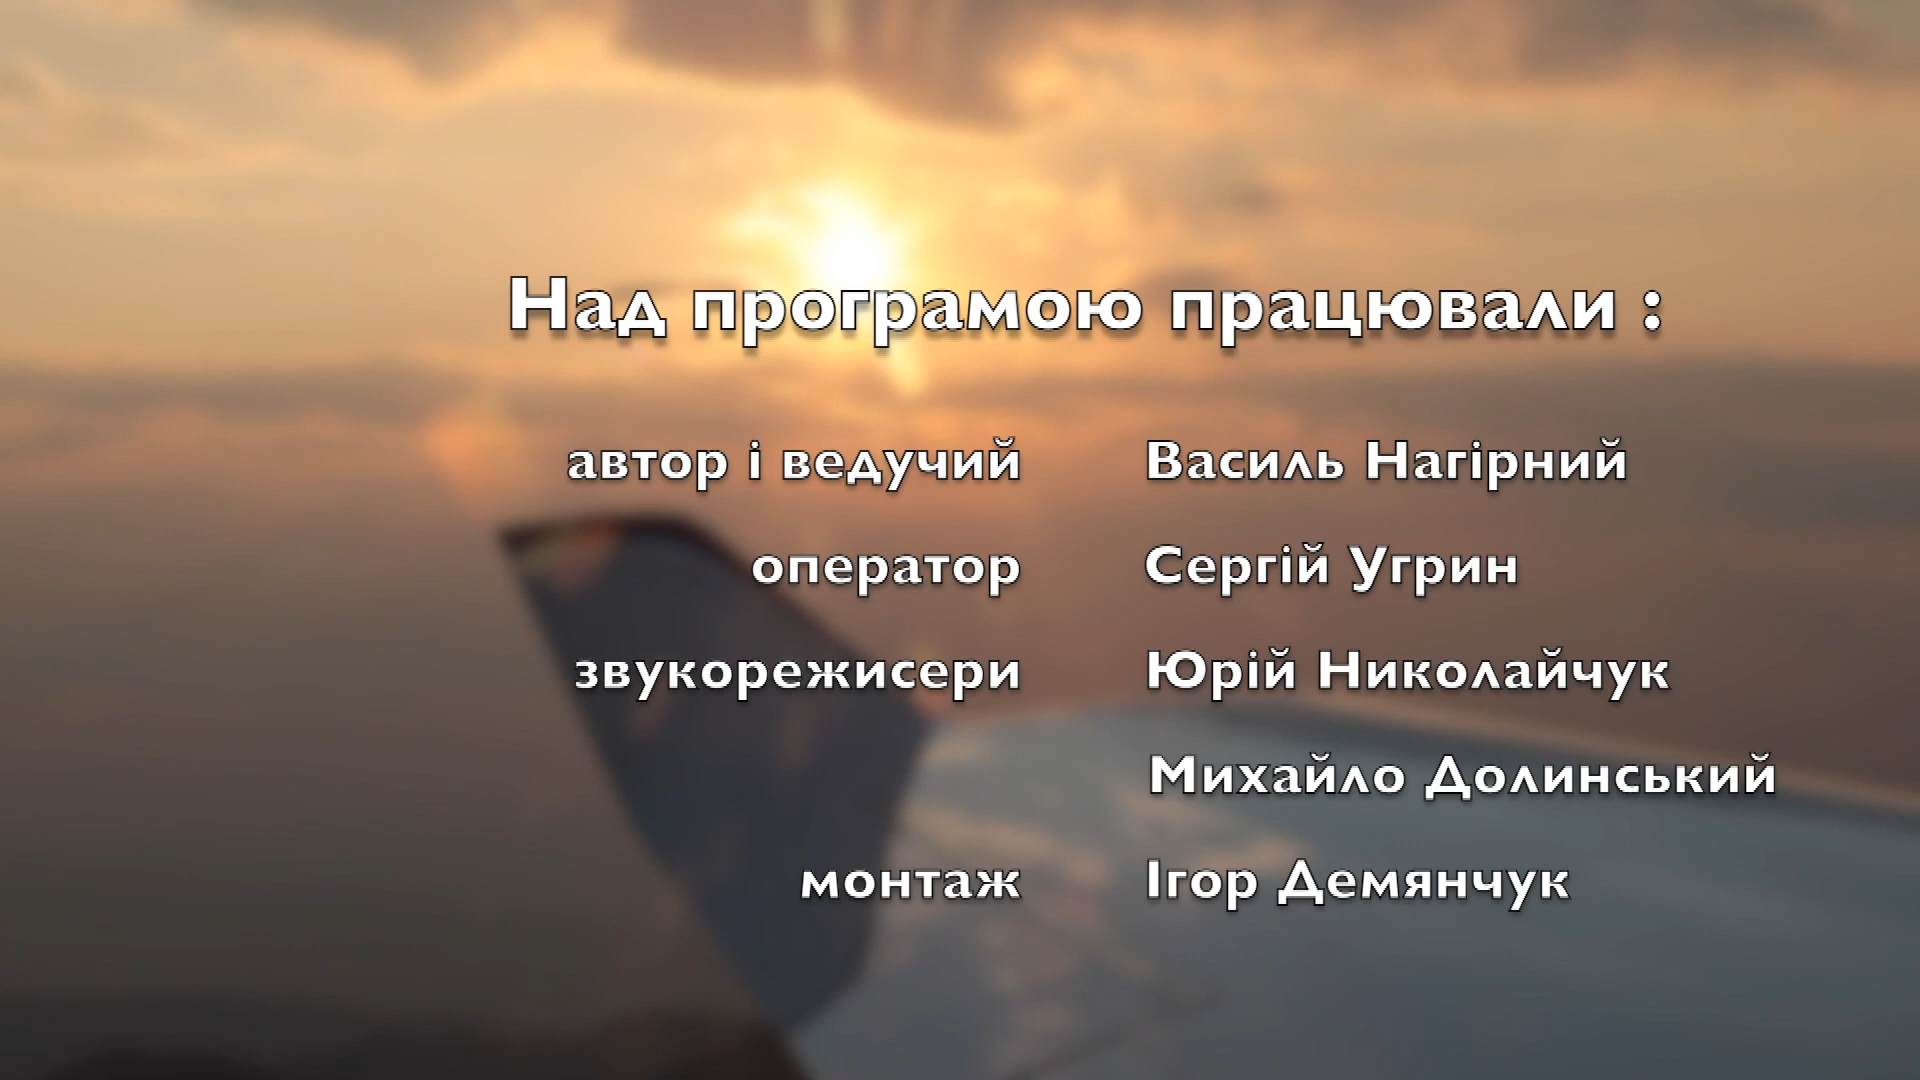 Над програмою працювали :
автор і ведучий Василь Нагірний
оператор Сергій Угрин
звукорежисери Юрій Николайчук
Михайло Долинський
монтаж Ігор Демянчук